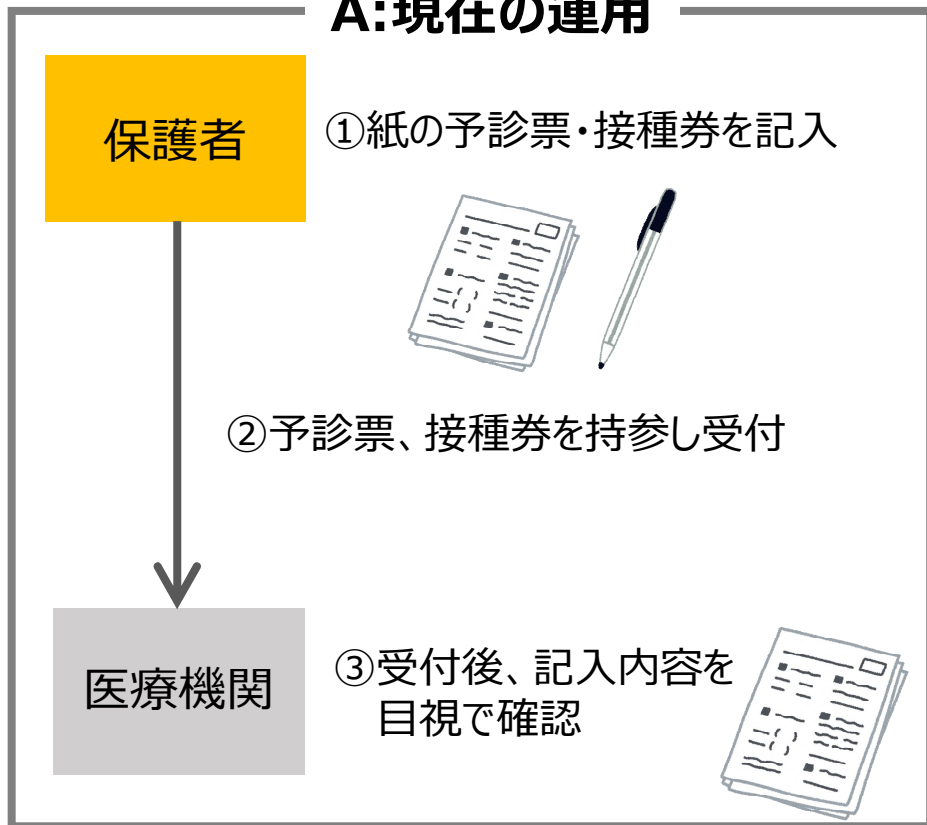 A:現在の運用
保護者
①紙の予診票・接種券を記入
②予診票、接種券を持参し受付
医療機関
③受付後、記入内容を
目視で確認